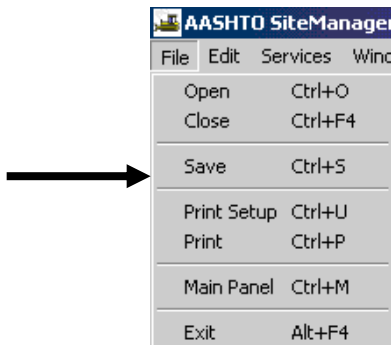 AASHTO SiteManager
File Edit Services Wind
Open Ctrl+O
Close Ctrl+F4
Save Ctrl+S
Print Setup Ctrl+U
Print Ctrl+P
Main Panel Ctrl+M
Exit Alt+F4